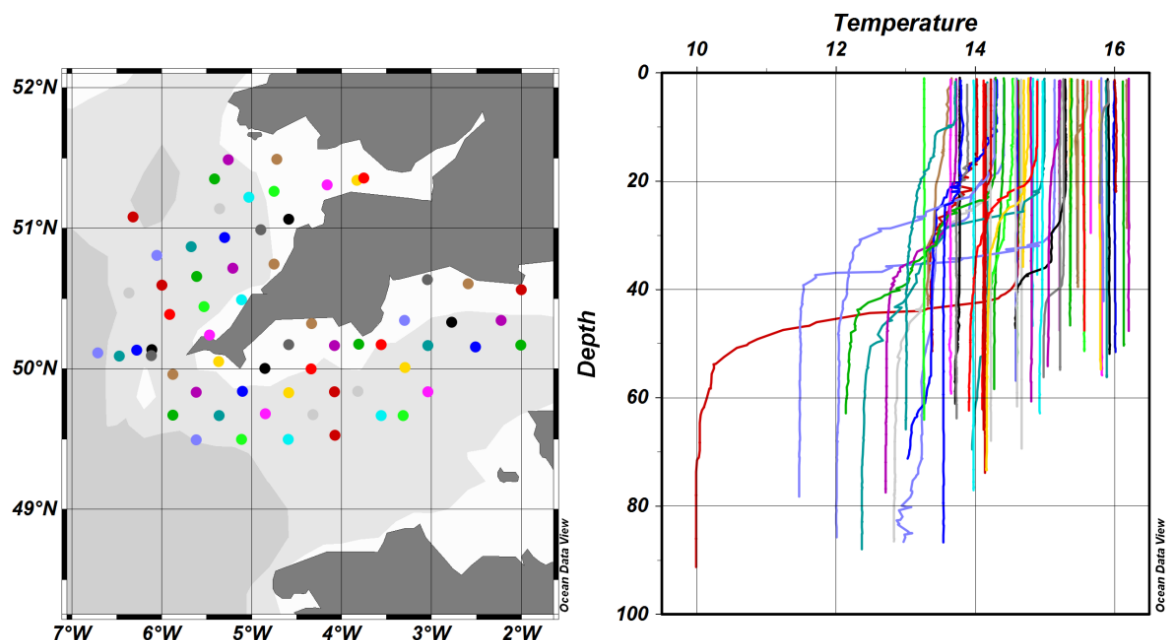 52°N
51°N
50°N
49°N
7°W 6°W 5°W 4°W 3°W 2°W
Ocean Data View
Temperature
10 12 14 16
0
20
40
60
80
100
Depth
Ocean Data View